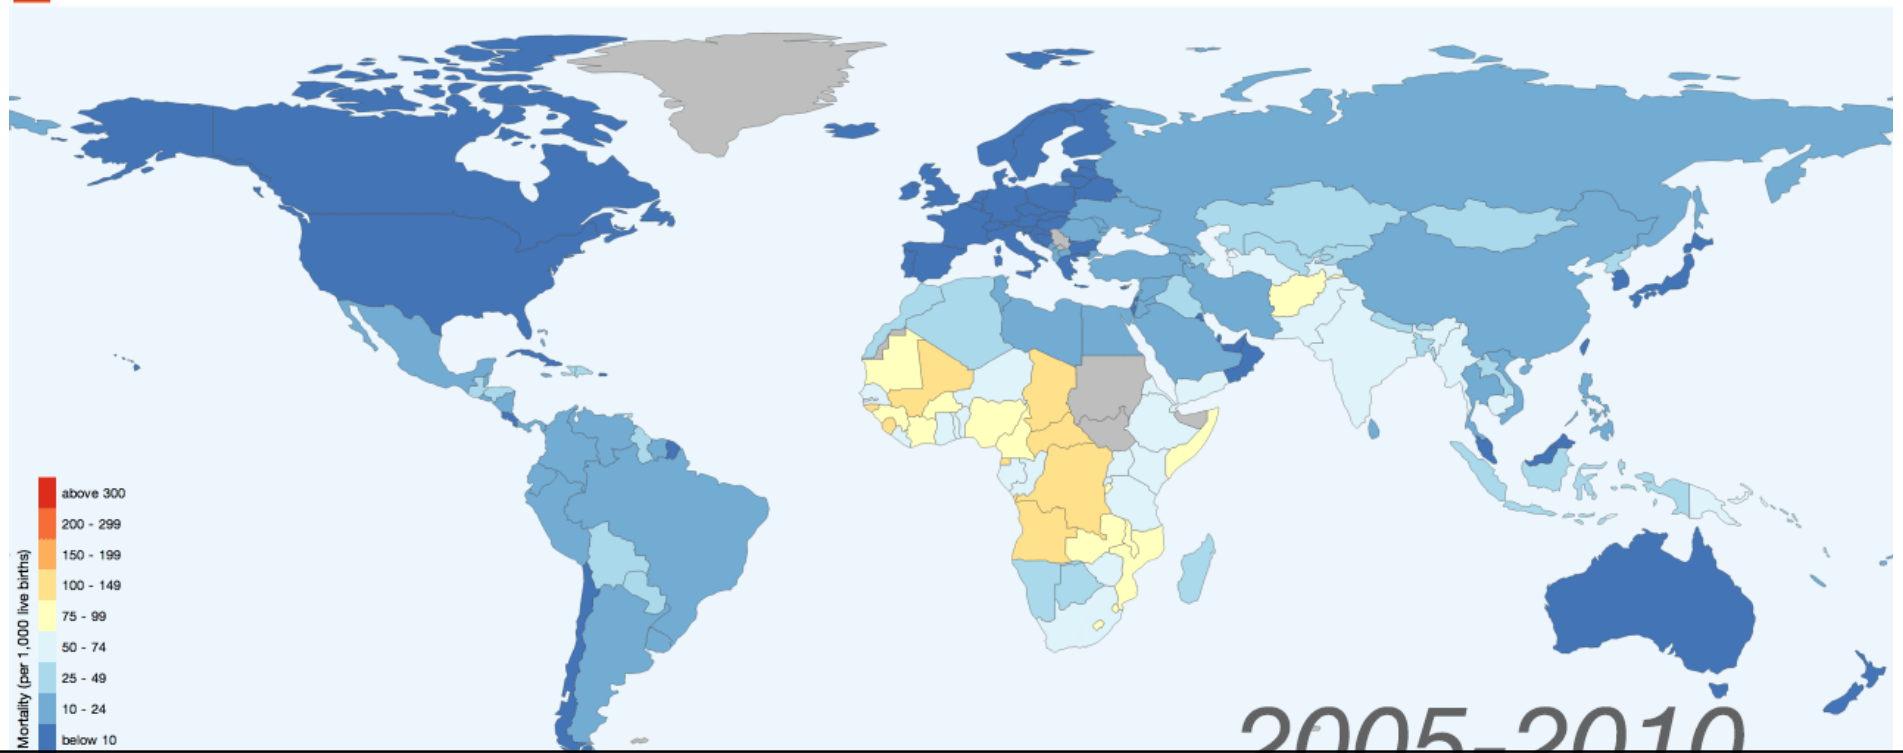 above 300
200 - 299
150 - 199
100 - 149
75 - 99
50 - 74
25 - 49
10 - 24
below 10
Mortality (per 1,000 live births)
2005-2010